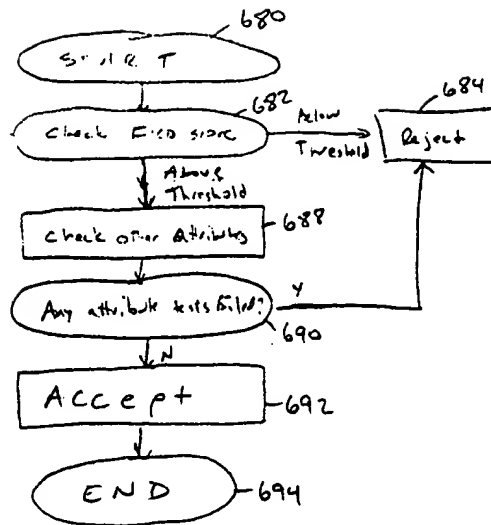 680
START
682
684
Check FICO score
Below
Threshold
Reject
Above
Threshold
Check other Attributes
688
Any attribute tests Failed?
Y
690
N
Accept
692
END
694